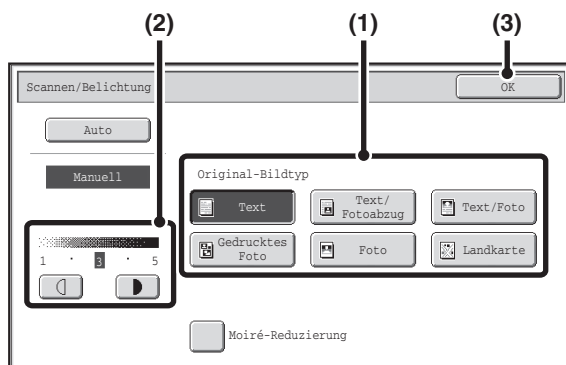 (2) (1) (3)
Scannen/Belichtung OK
Auto
Manuell
Original-Bildtyp
Text
Text/
Fotoabzug
Text/Foto
Gedrucktes
Foto
Foto
Landkarte
1 · 3 · 5
Moiré-Reduzierung